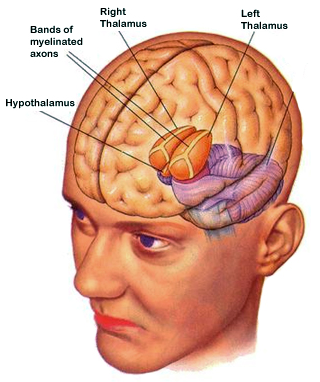 Right
Thalamus
Left
Thalamus
Bands of
myelinated
axons
Hypothalamus